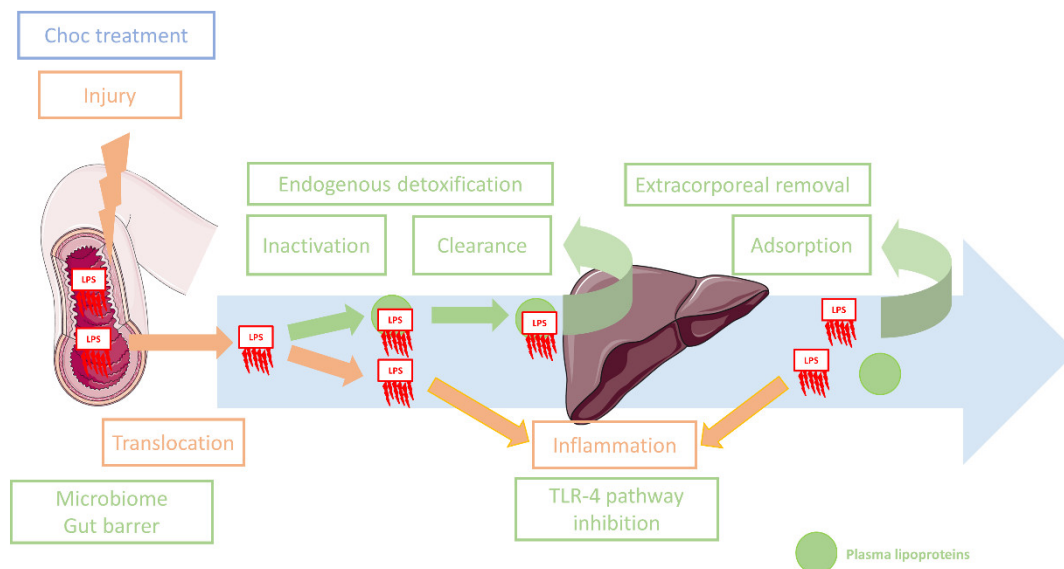 Choc treatment
Injury
Endogenous detoxification
Extracorporeal removal
Inactivation
Clearance
Adsorption
LPS
LPS
LPS
LPS
LPS
LPS
LPS
LPS
Translocation
Inflammation
Microbiome
Gut barrer
TLR-4 pathway
inhibition
Plasma lipoproteins